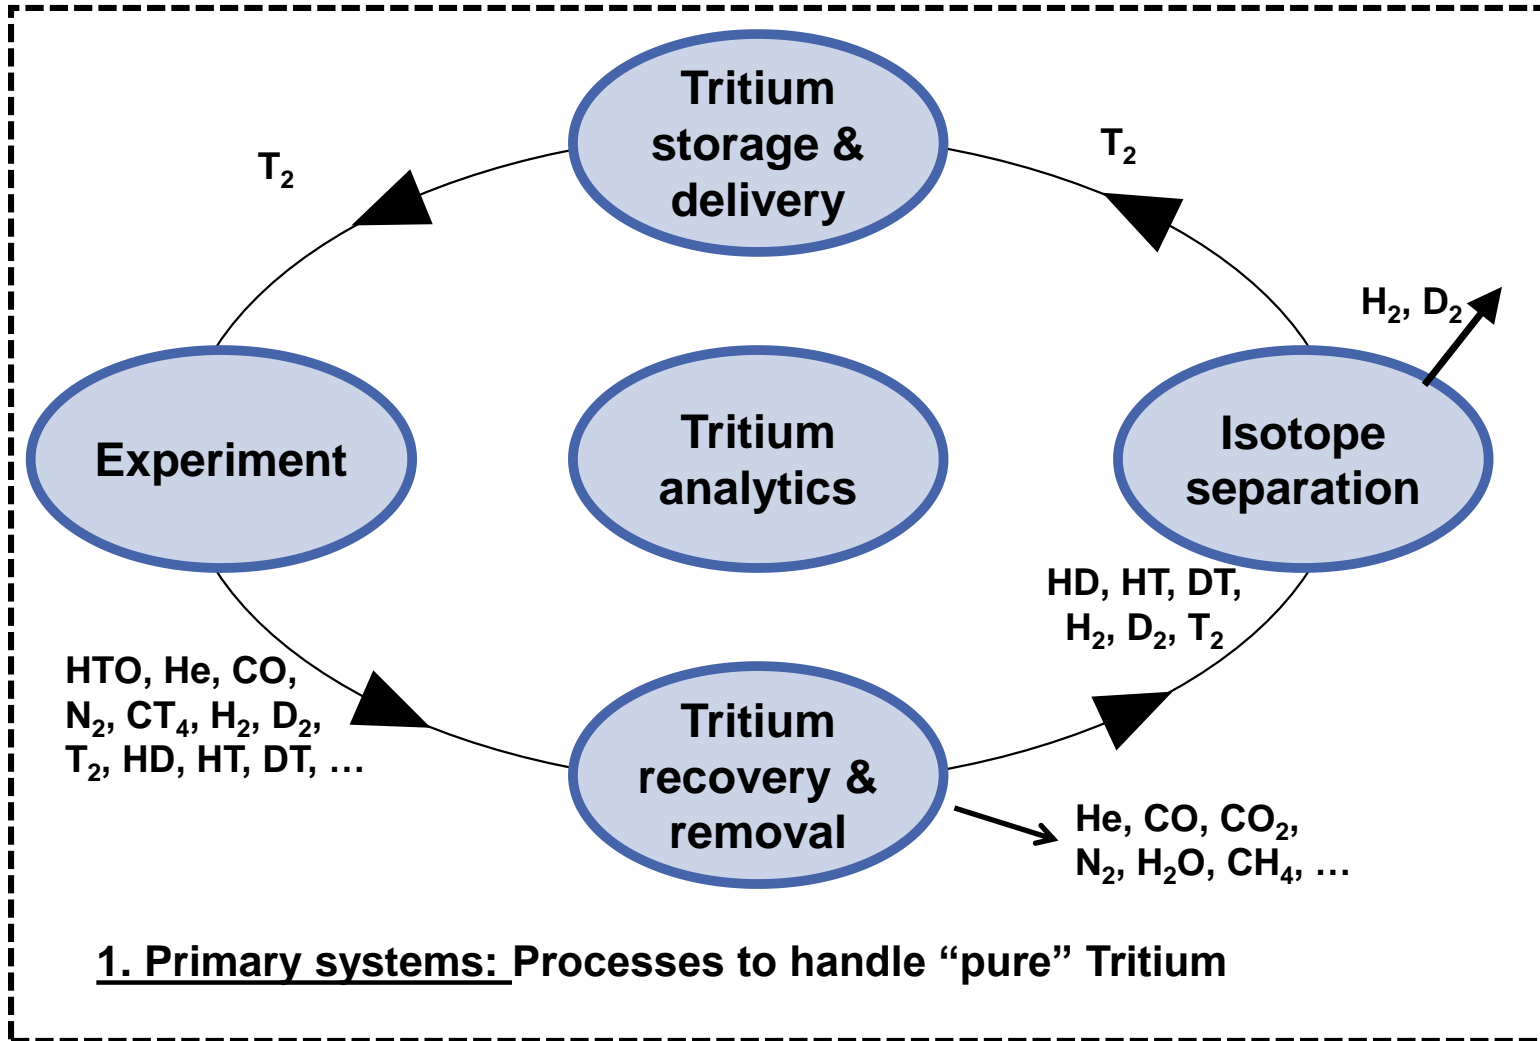 Tritium
storage &
delivery
T₂
T₂
H₂, D₂
Experiment
Tritium
analytics
Isotope
separation
HD, HT, DT,
H₂, D₂, T₂
HTO, He, CO,
N₂, CT₄, H₂, D₂,
T₂, HD, HT, DT, …
Tritium
recovery &
removal
He, CO, CO₂,
N₂, H₂O, CH₄, …
1. Primary systems: Processes to handle “pure” Tritium